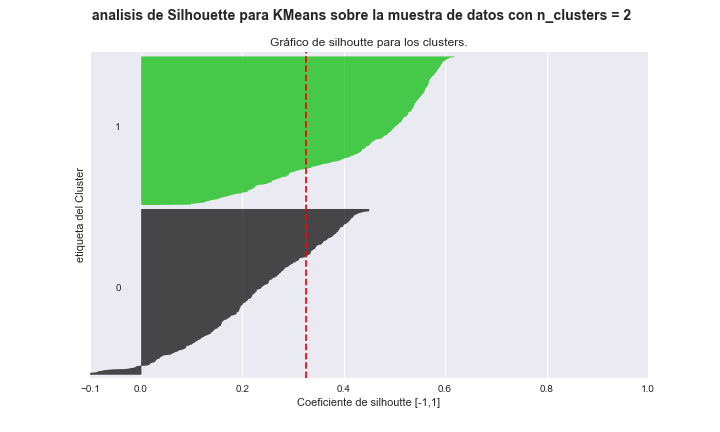 analisis de Silhouette para KMeans sobre la muestra de datos con n_clusters = 2
Gráfico de silhoutte para los clusters.
etiqueta del Cluster
1
0
−0.1 0.0 0.2 0.4 0.6 0.8 1.0
Coeficiente de silhoutte [-1,1]